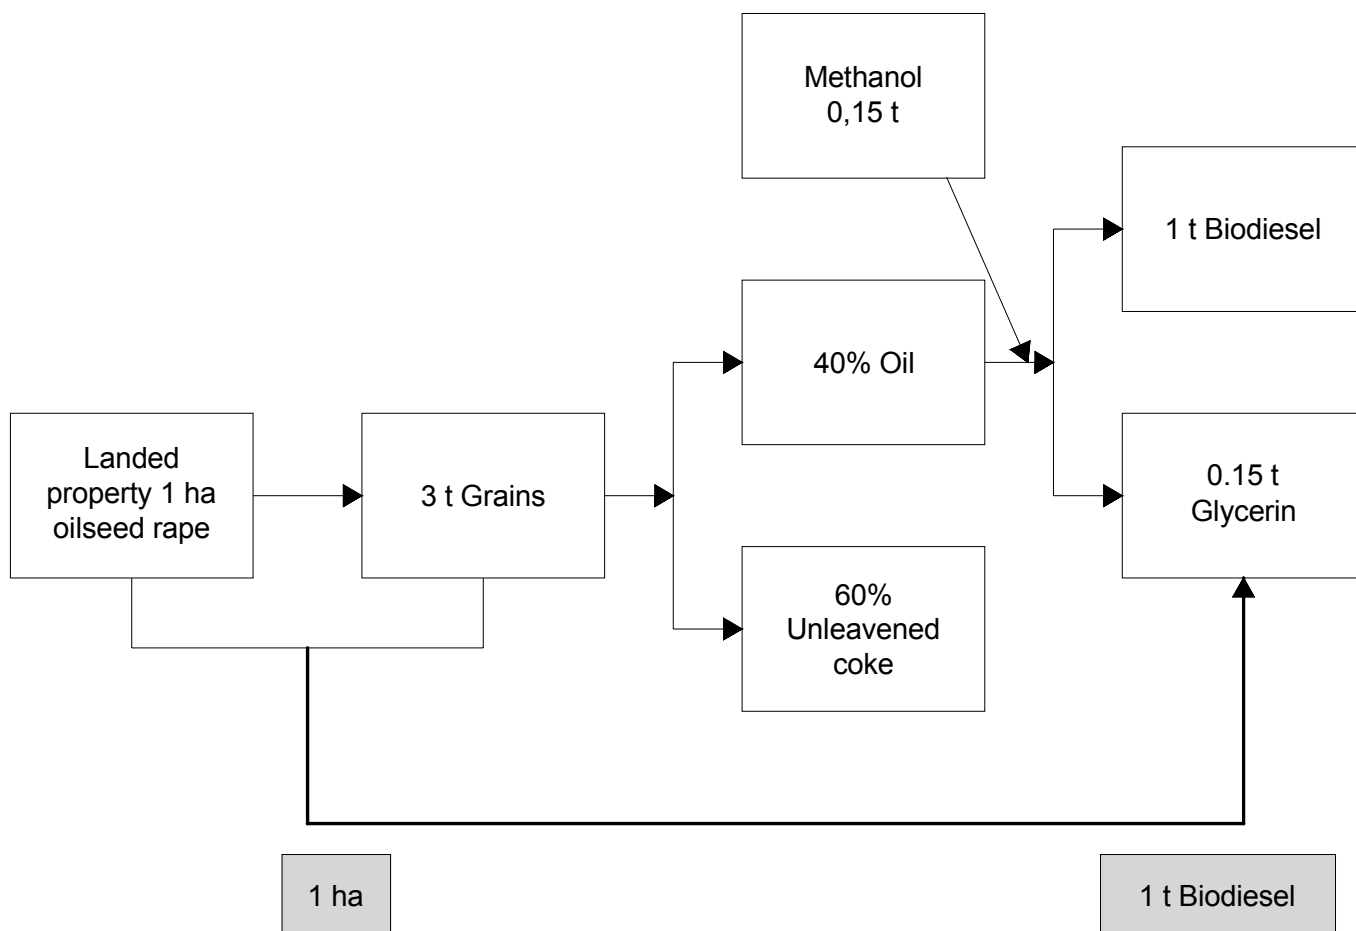 Methanol
0,15 t
1 t Biodiesel
40% Oil
Landed
property 1 ha
oilseed rape
3 t Grains
0.15 t
Glycerin
60%
Unleavened
coke
1 ha
1 t Biodiesel